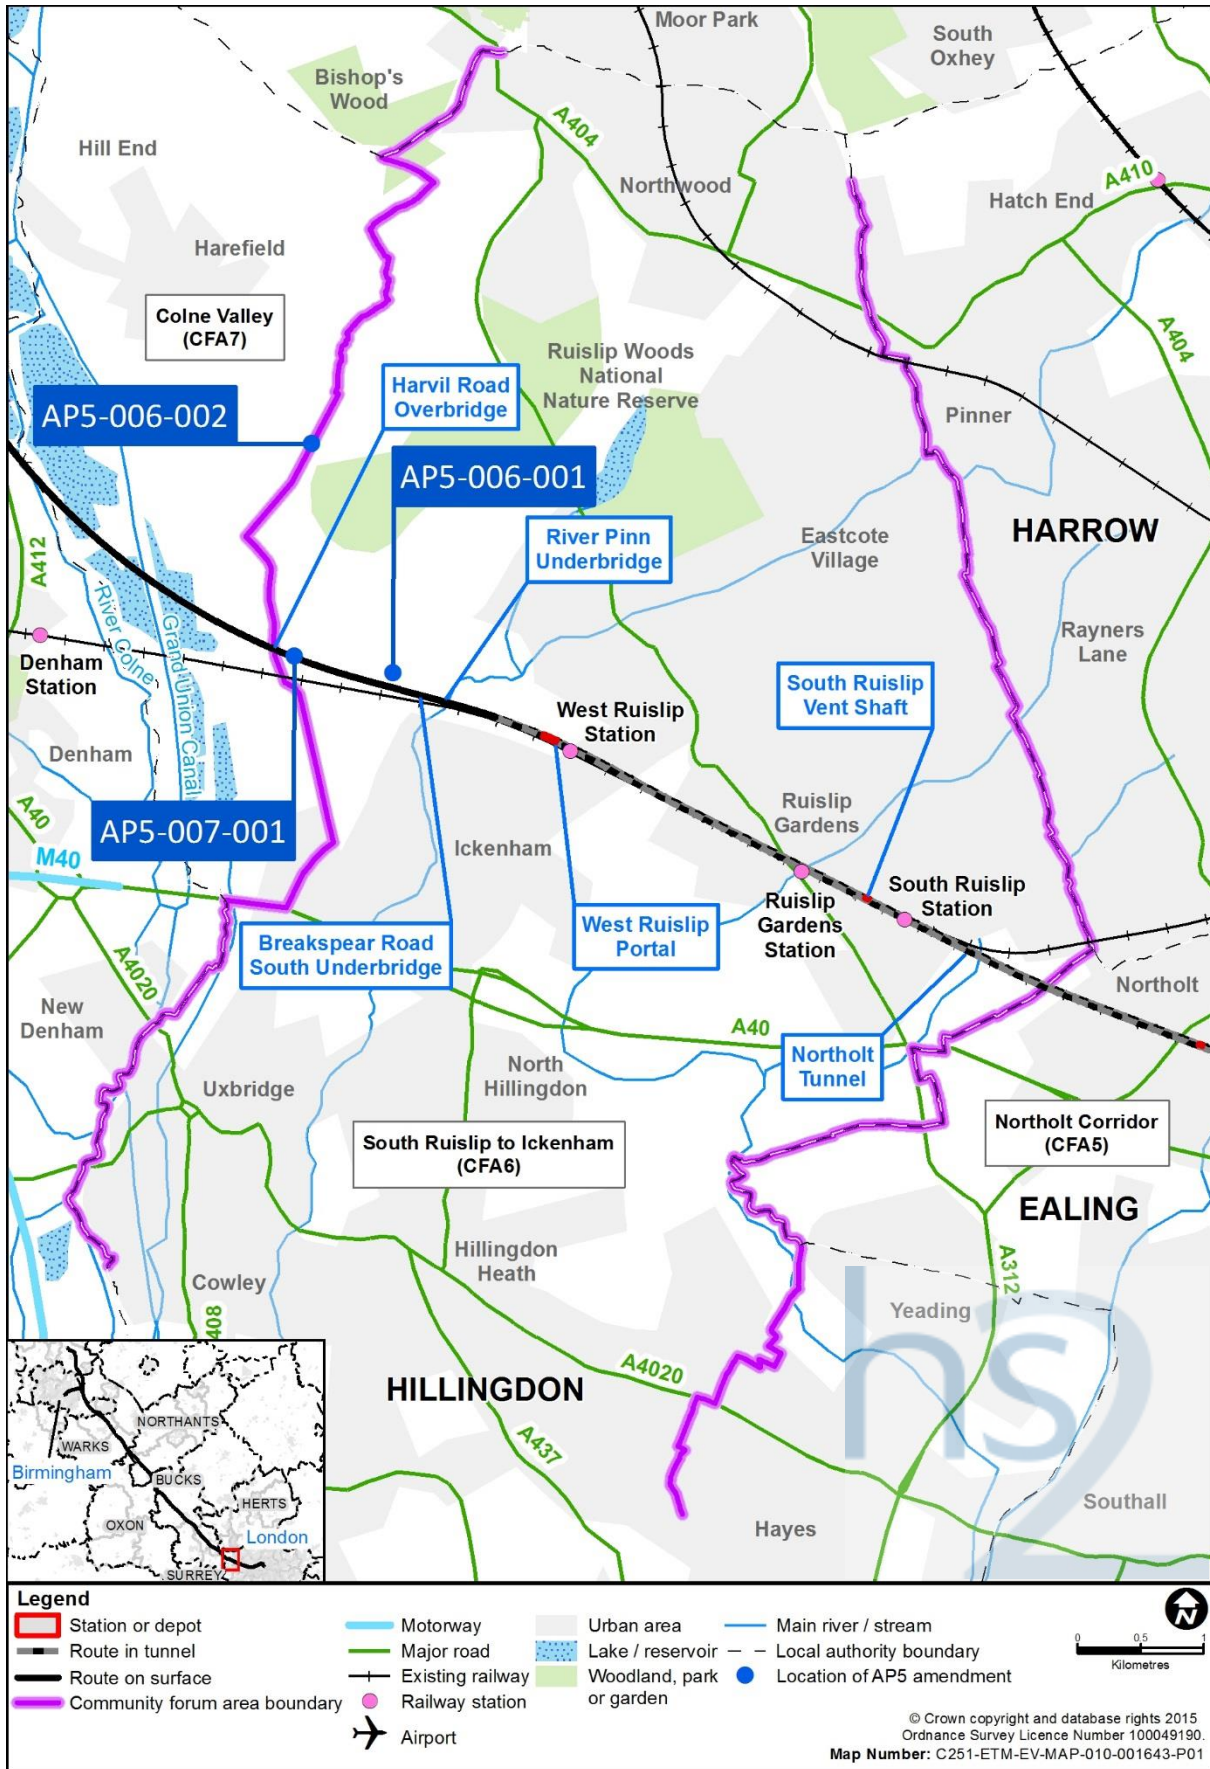 Moor Park
South
Oxhey
Bishop's
Wood
A404
Hill End
Northwood
A410
Hatch End
Harefield
Colne Valley
(CFA7)
A404
Ruislip Woods
National
Nature Reserve
Harvil Road
Overbridge
Pinner
AP5-006-002
AP5-006-001
HARROW
River Pinn
Underbridge
Eastcote
Village
A412
River Colne
Grand Union Canal
Rayners
Lane
Denham
Station
South Ruislip
Vent Shaft
West Ruislip
Station
Denham
A40
Ruislip
Gardens
AP5-007-001
Ickenham
M40
South Ruislip
Station
Ruislip
Gardens
Station
West Ruislip
Portal
Breakspear Road
South Underbridge
A4020
New
Denham
Northolt
A40
North
Hillingdon
Northolt
Tunnel
Uxbridge
South Ruislip to Ickenham
(CFA6)
Northolt Corridor
(CFA5)
EALING
Hillingdon
Heath
A312
Cowley
Yeading
408
A4020
HILLINGDON
hs2
A437
Southall
Hayes
NORTHANTS
WARKS
Birmingham
BUCKS
HERTS
OXON
London
SURREY
Legend
Station or depot
Route in tunnel
Route on surface
Community forum area boundary
Motorway
Major road
Existing railway
Railway station
Airport
Urban area
Lake / reservoir
Woodland, park
or garden
Main river / stream
Local authority boundary
Location of AP5 amendment
N
0 0.5 1
Kilometres
© Crown copyright and database rights 2015
Ordnance Survey Licence Number 100049190.
Map Number: C251-ETM-EV-MAP-010-001643-P01